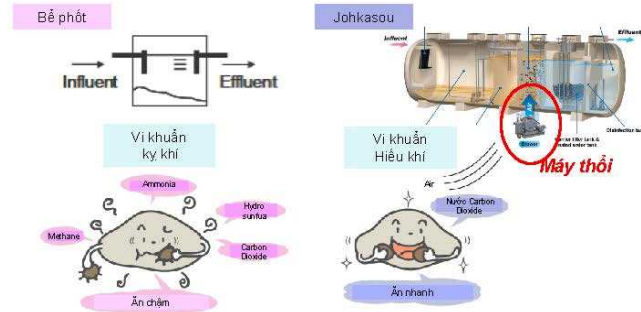 Bể phốt
Johkasou
Influent
Effluent
Influent
Effluent
Air
Blower
Máy thổi
Vi khuẩn
kỵ khí
Vi khuẩn
Hiếu khí
Air
Ammonia
Hydro
sunfua
Methane
Carbon
Dioxide
Ăn chậm
Nước Carbon
Dioxide
Ăn nhanh